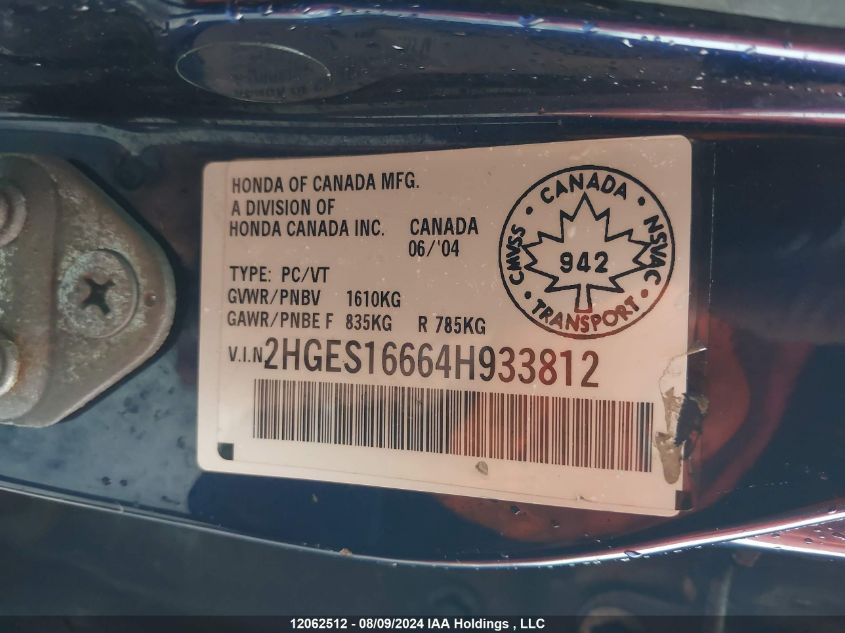 HONDA OF CANADA MFG.
A DIVISION OF
HONDA CANADA INC. CANADA
06/'04
TYPE: PC/VT
GVWR/PNBV 1610KG
GAWR/PNBE F 835KG R 785KG
V.I.N. 2HGES16664H933812
CMVSS · CANADA · NSVAC · TRANSPORT ·
942
12062512 - 08/09/2024 IAA Holdings , LLC